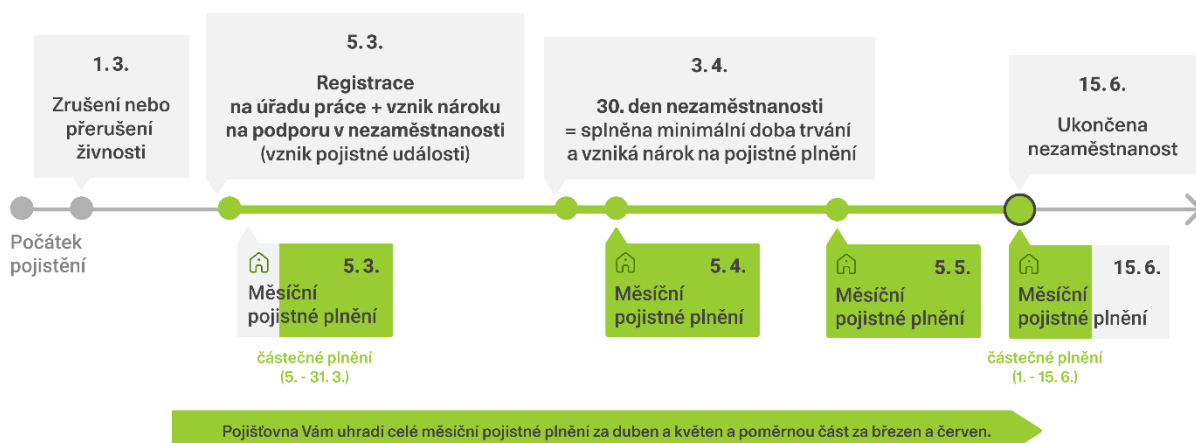 1. 3.
Zrušení nebo
přerušení
živnosti
5. 3.
Registrace
na úřadu práce + vznik nároku
na podporu v nezaměstnanosti
(vznik pojistné události)
3. 4.
30. den nezaměstnanosti
= splněna minimální doba trvání
a vzniká nárok na pojistné plnění
15. 6.
Ukončena
nezaměstnanost
Počátek
pojistění
5. 3.
Měsíční
pojistné plnění
částečné plnění
(5. - 31. 3.)
5. 4.
Měsíční
pojistné plnění
5. 5.
Měsíční
pojistné plnění
15. 6.
Měsíční
pojistné plnění
částečné plnění
(1. - 15. 6.)
Pojišťovna Vám uhradí celé měsíční pojistné plnění za duben a květen a poměrnou část za březen a červen.